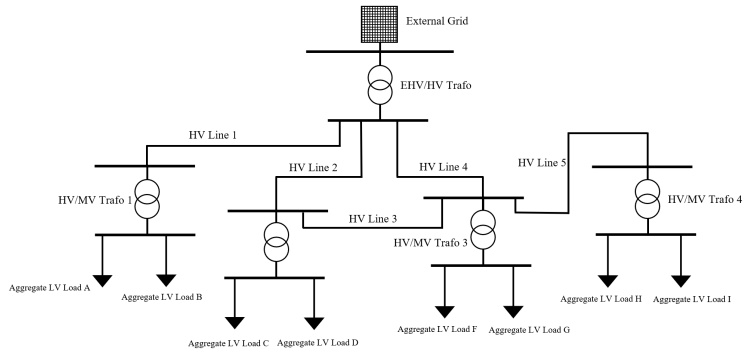 External Grid
EHV/HV Trafo
HV Line 1
HV Line 2
HV Line 4
HV Line 5
HV/MV Trafo 1
HV/MV Trafo 4
HV Line 3
HV/MV Trafo 3
Aggregate LV Load A
Aggregate LV Load B
Aggregate LV Load H
Aggregate LV Load I
Aggregate LV Load C
Aggregate LV Load D
Aggregate LV Load F
Aggregate LV Load G